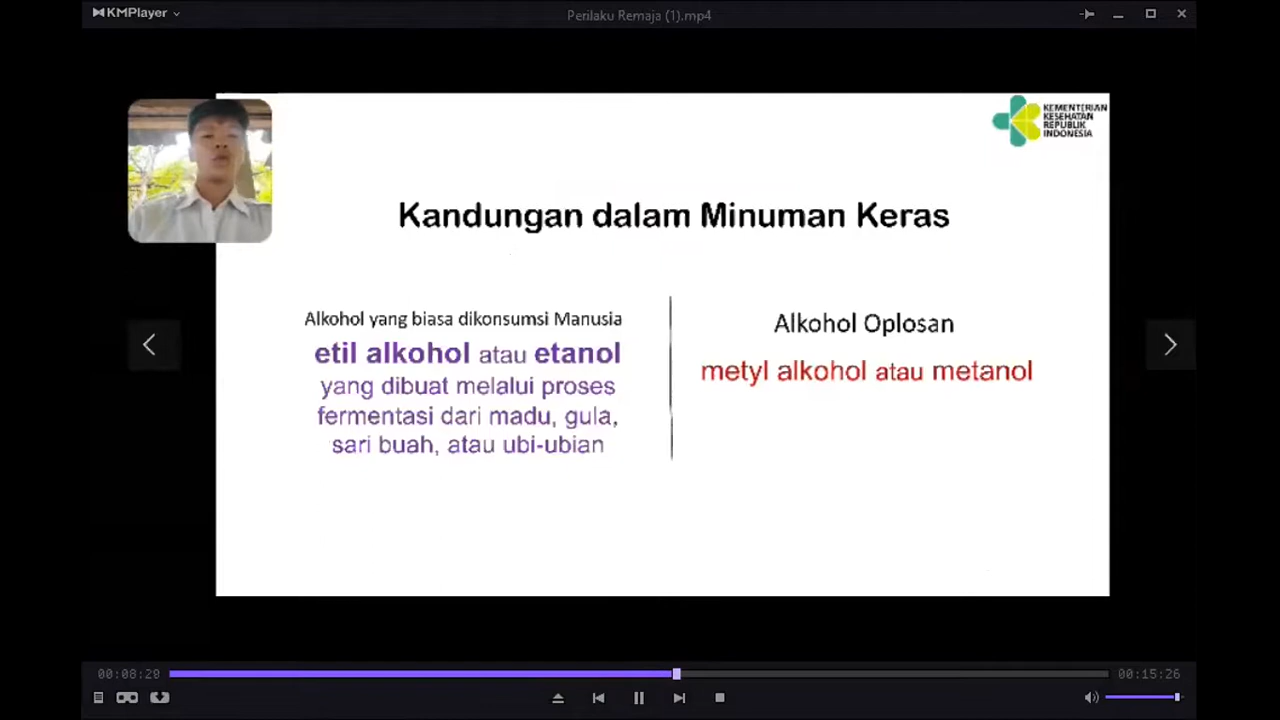 KMPlayer
Perilaku Remaja (1).mp4
KEMENTERIAN
KESEHATAN
REPUBLIK
INDONESIA
Kandungan dalam Minuman Keras
Alkohol yang biasa dikonsumsi Manusia
etil alkohol atau etanol
yang dibuat melalui proses
fermentasi dari madu, gula,
sari buah, atau ubi-ubian
Alkohol Oplosan
metyl alkohol atau metanol
00:08:20
00:15:26